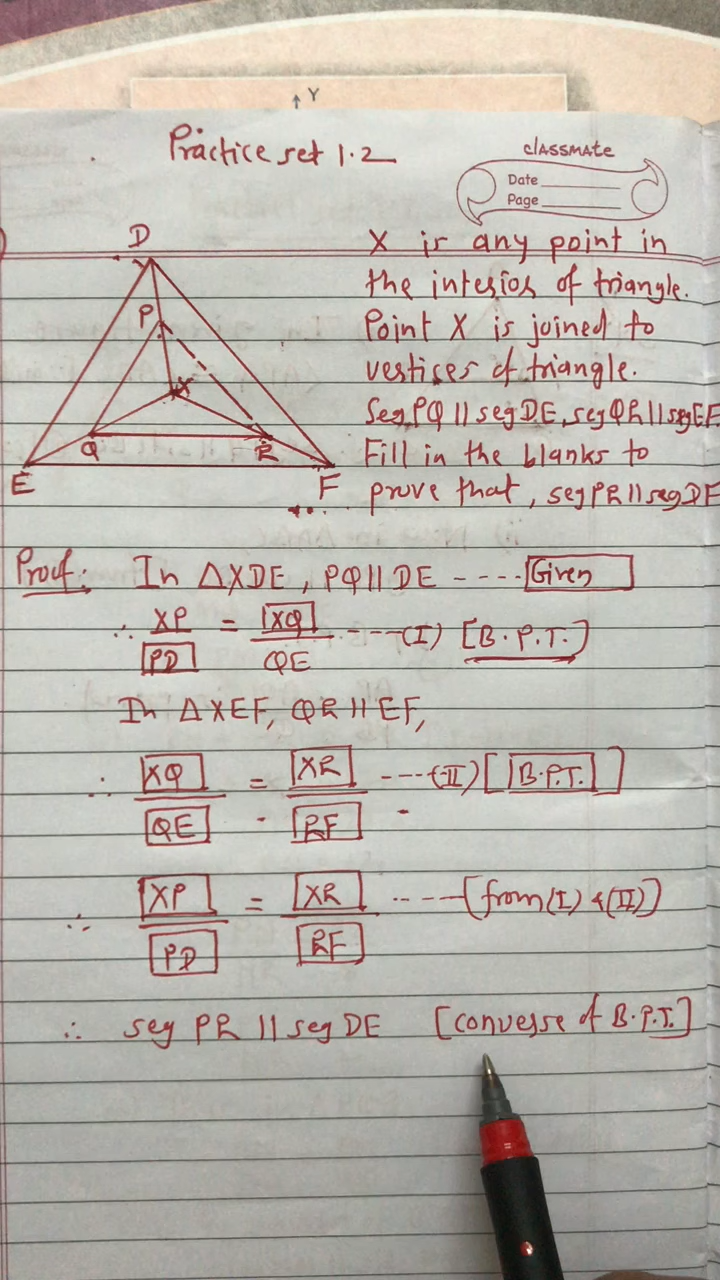 Y
Practice set 1.2
classmate
Date
Page
D
P
X
Q
R
E
F
X is any point in
the interior of triangle.
Point X is joined to
vertices of triangle.
Seg PQ || seg DE, seg QR || seg EF
Fill in the blanks to
prove that, seg PR || seg DF
Proof: In △XDE, PQ || DE ---- Given
∴ XP/PD = XQ/QE ---(I) [B.P.T.]
In △XEF, QR || EF,
∴ XQ/QE = XR/RF ---(II) [B.P.T.]
∴ XP/PD = XR/RF ---- [from (I) & (II)]
∴ seg PR || seg DE [converse of B.P.T.]